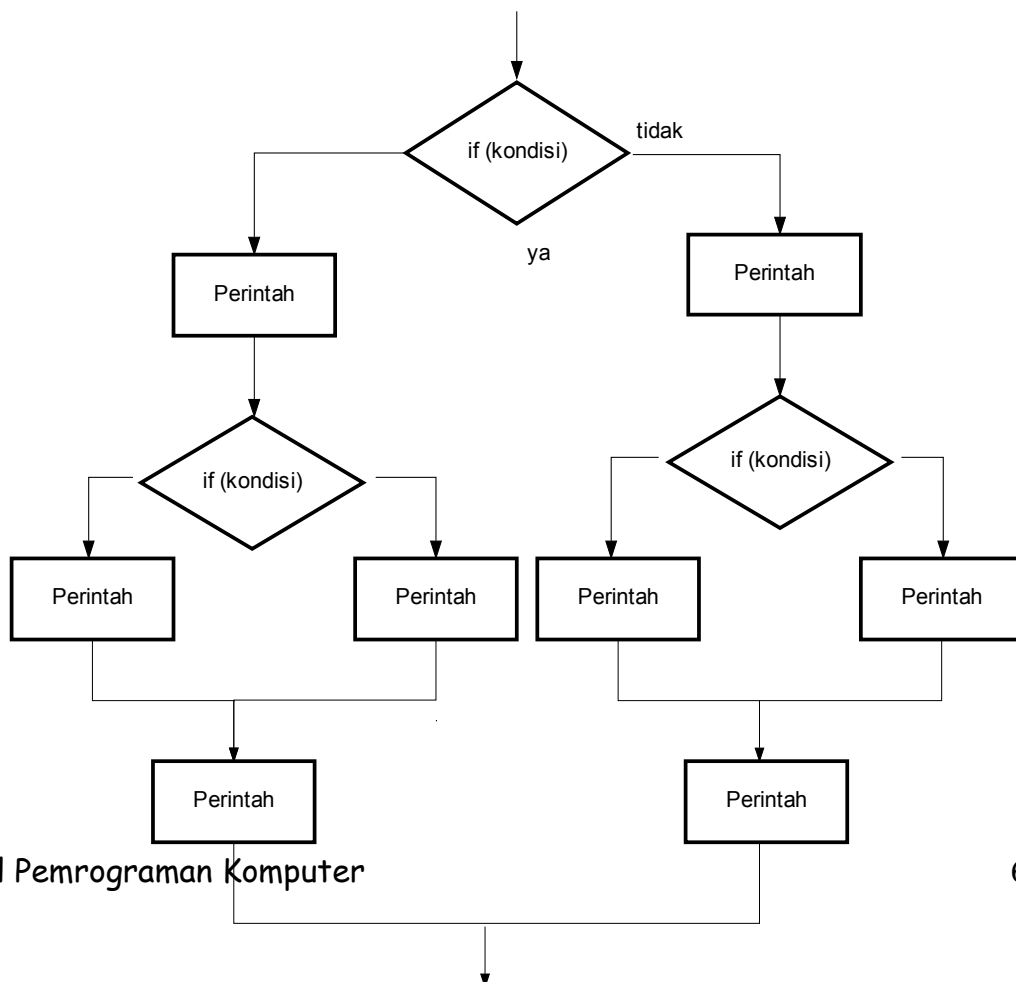 tidak
if (kondisi)
ya
Perintah
Perintah
if (kondisi)
if (kondisi)
Perintah
Perintah
Perintah
Perintah
Perintah
Perintah
Pemrograman Komputer